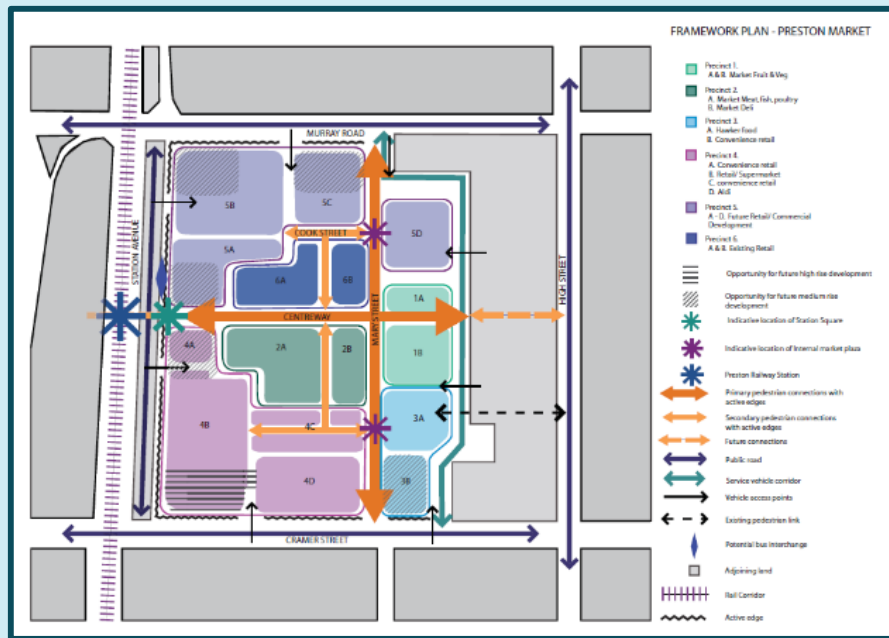 FRAMEWORK PLAN - PRESTON MARKET
Precinct 1.
A & B. Market Fruit & Veg
Precinct 2.
A. Market Meat, fish, poultry
B. Market Deli
Precinct 3.
A. Hawker Food
B. Convenience retail
Precinct 4.
A. Convenience retail
B. Retail/ Supermarket
C. convenience retail
D. Aldi
Precinct 5.
A - D. Future Retail/ Commercial
Development
Precinct 6.
A & B. Existing Retail
Opportunity for future high rise development
Opportunity for future medium rise
development
Indicative location of Station Square
Indicative location of Internal market plaza
Preston Railway Station
Primary pedestrian connections with
active edges
Secondary pedestrian connections
with active edges
Future connections
Public road
Service vehicle corridor
Vehicle access points
Existing pedestrian link
Potential bus interchange
Adjoining land
Rail Corridor
Active edge
MURRAY ROAD
STATION AVENUE
5B
5C
5A
COOK STREET
5D
6A
6B
HIGH STREET
1A
CENTREWAY
MARY STREET
4A
2A
2B
1B
4B
4C
3A
4D
3B
CRAMER STREET